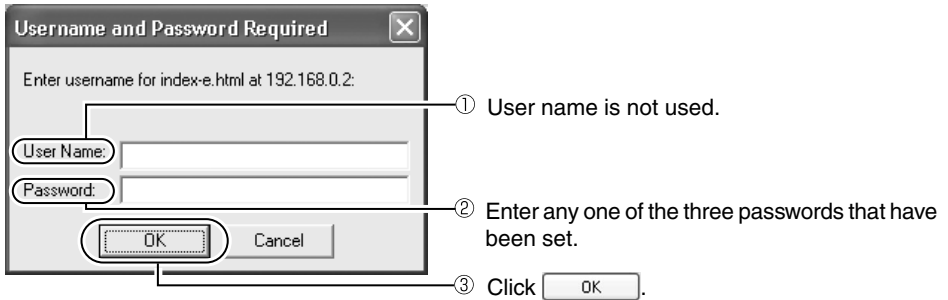 Username and Password Required
Enter username for index-e.html at 192.168.0.2:
① User name is not used.
User Name:
Password:
② Enter any one of the three passwords that have
been set.
OK Cancel
③ Click OK .